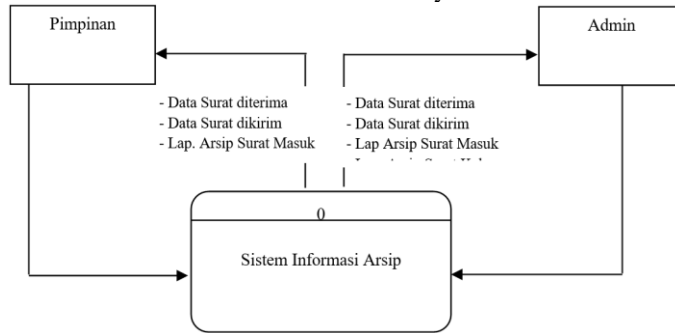 Pimpinan
Admin
- Data Surat diterima
- Data Surat dikirim
- Lap. Arsip Surat Masuk
- Data Surat diterima
- Data Surat dikirim
- Lap Arsip Surat Masuk
0
Sistem Informasi Arsip